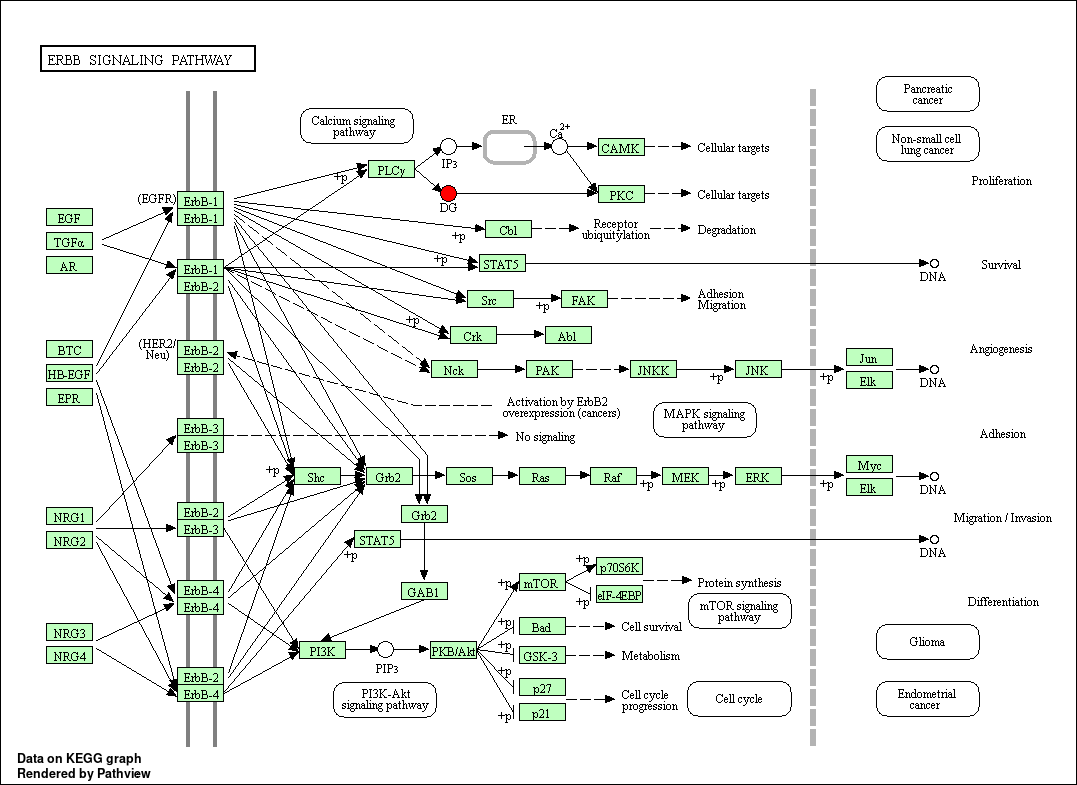 ERBB SIGNALING PATHWAY
Pancreatic
cancer
Calcium signaling
pathway
ER
Ca2+
Non-small cell
lung cancer
CAMK
Cellular targets
IP3
+p
PLCγ
Proliferation
DG
PKC
Cellular targets
(EGFR)
ErbB-1
ErbB-1
EGF
TGFα
AR
+p
Cbl
Receptor
ubiquitylation
Degradation
+p
STAT5
DNA
Survival
ErbB-1
ErbB-2
Src
+p
FAK
Adhesion
Migration
+p
Crk
Abl
(HER2/
Neu)
ErbB-2
ErbB-2
BTC
HB-EGF
EPR
Nck
PAK
JNKK
+p
JNK
+p
Jun
Elk
DNA
Angiogenesis
Activation by ErbB2
overexpression (cancers)
MAPK signaling
pathway
ErbB-3
ErbB-3
No signaling
Adhesion
+p
Shc
Grb2
Sos
Ras
Raf
+p
MEK
+p
ERK
+p
Myc
Elk
DNA
NRG1
NRG2
ErbB-2
ErbB-3
Grb2
Migration / Invasion
+p
STAT5
DNA
ErbB-4
ErbB-4
GAB1
+p
mTOR
+p
p70S6K
+p
eIF-4EBP
Protein synthesis
mTOR signaling
pathway
Differentiation
NRG3
NRG4
+p
Bad
Cell survival
Glioma
PI3K
PIP3
PKB/Akt
+p
GSK-3
Metabolism
ErbB-2
ErbB-4
PI3K-Akt
signaling pathway
+p
p27
+p
p21
Cell cycle
progression
Cell cycle
Endometrial
cancer
Data on KEGG graph
Rendered by Pathview